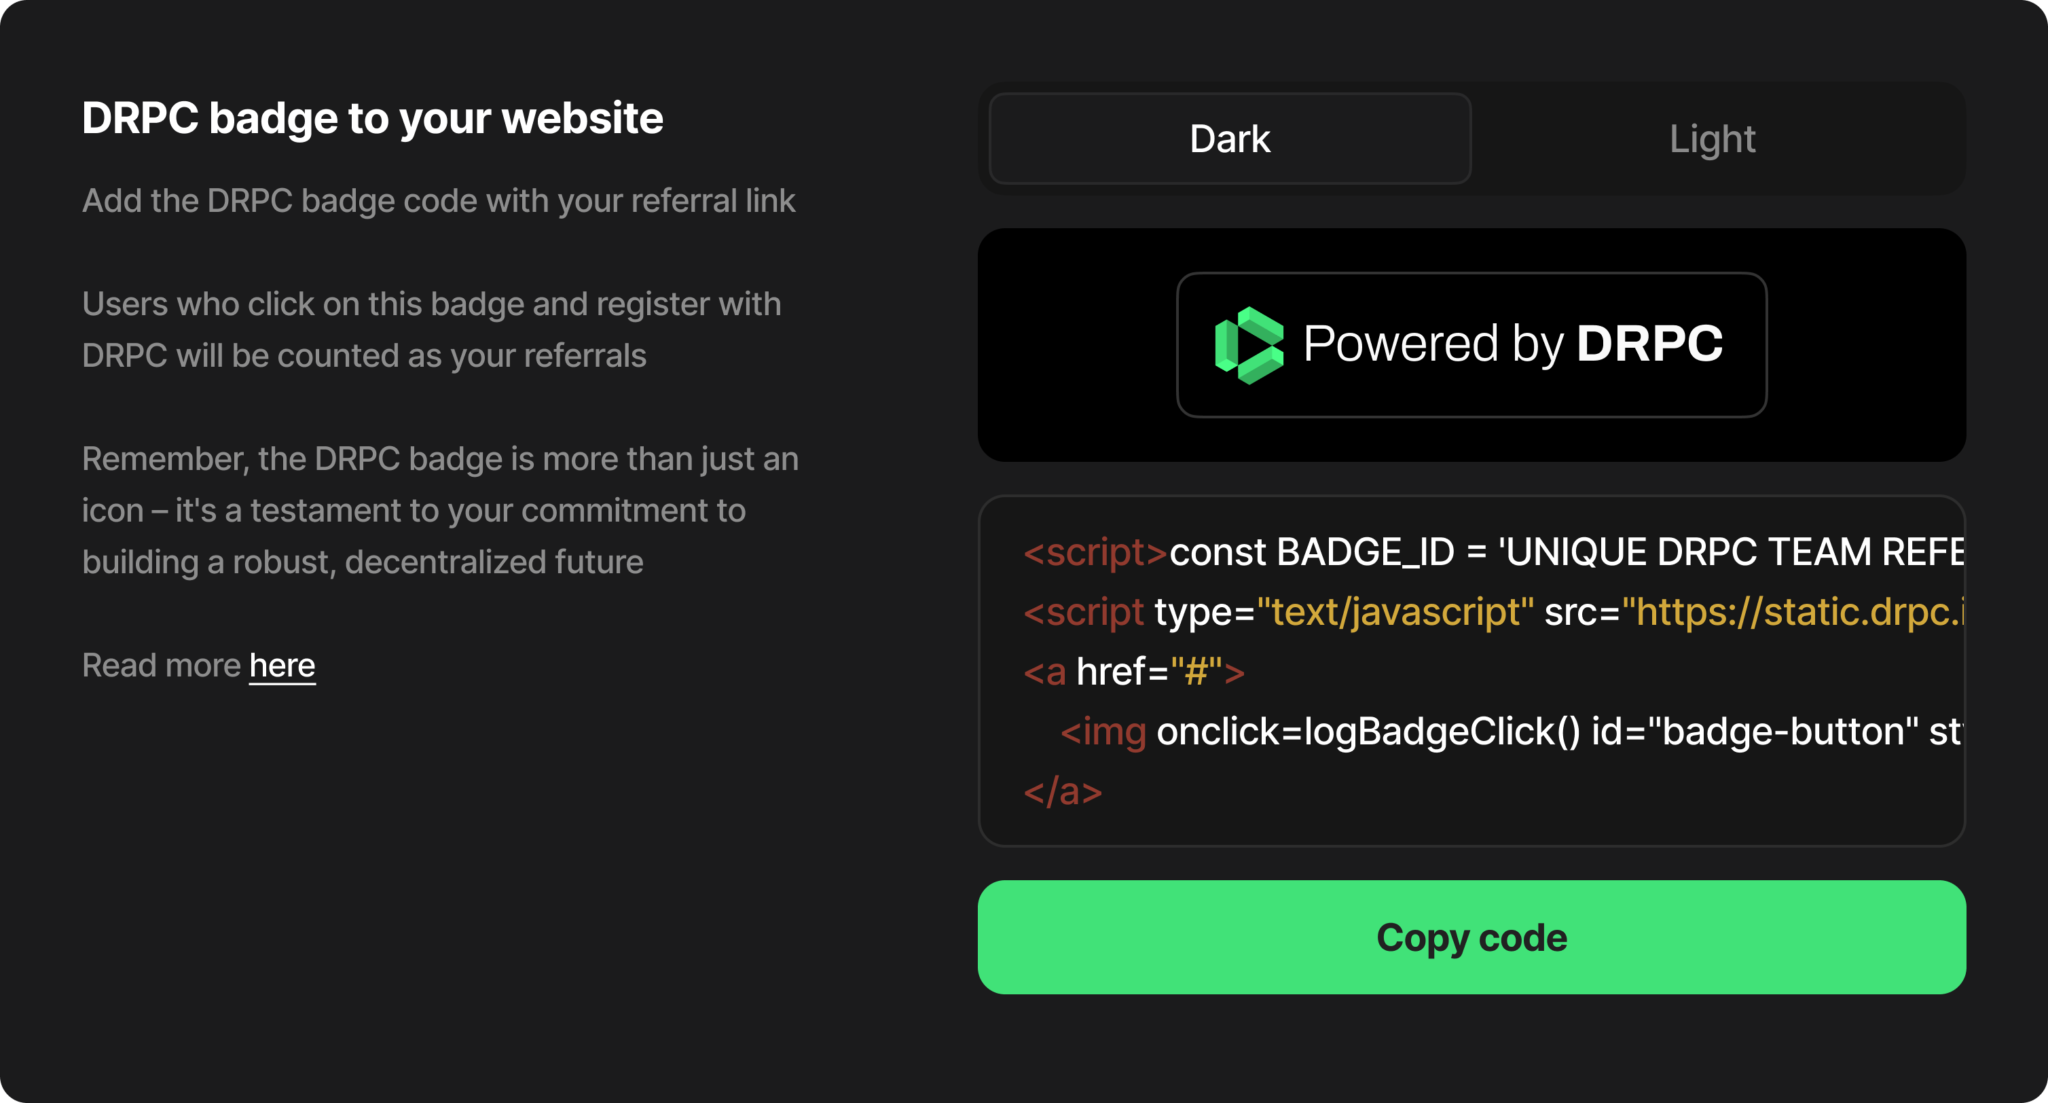 DRPC badge to your website
Add the DRPC badge code with your referral link
Users who click on this badge and register with
DRPC will be counted as your referrals
Remember, the DRPC badge is more than just an
icon – it's a testament to your commitment to
building a robust, decentralized future
Read more here
Dark
Light
Powered by DRPC
<script>const BADGE_ID = 'UNIQUE DRPC TEAM REFE
<script type="text/javascript" src="https://static.drpc.i
<a href="#">
<img onclick=logBadgeClick() id="badge-button" st
</a>
Copy code